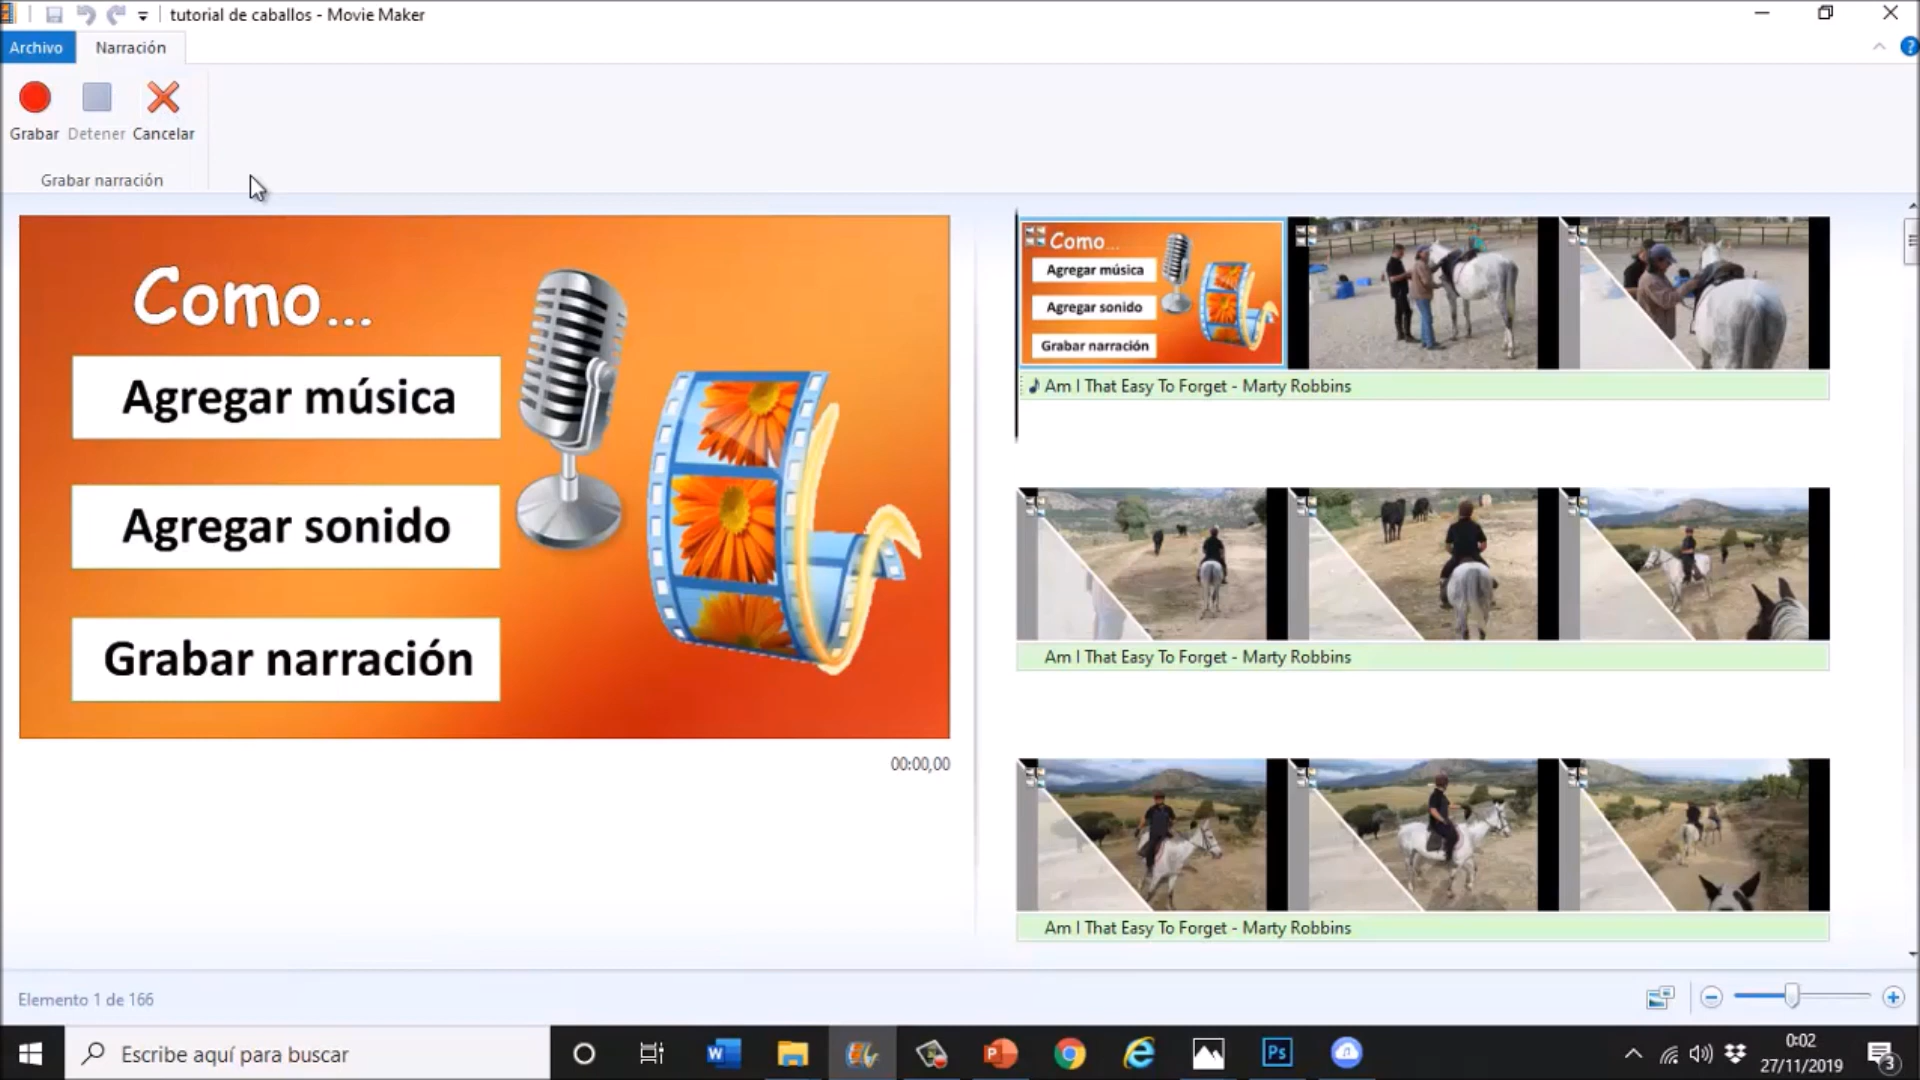 tutorial de caballos - Movie Maker
Archivo
Narración
Grabar
Detener
Cancelar
Grabar narración
Como...
Agregar música
Agregar sonido
Grabar narración
00:00,00
Como...
Agregar música
Agregar sonido
Grabar narración
Am I That Easy To Forget - Marty Robbins
Am I That Easy To Forget - Marty Robbins
Am I That Easy To Forget - Marty Robbins
Elemento 1 de 166
Escribe aquí para buscar
0:02
27/11/2019
3
Ps